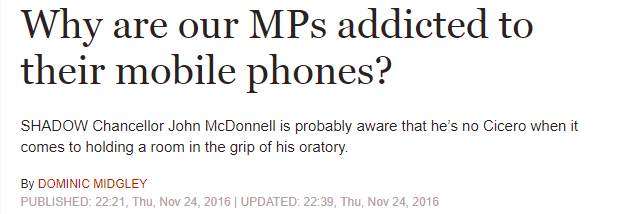 Why are our MPs addicted to
their mobile phones?
SHADOW Chancellor John McDonnell is probably aware that he's no Cicero when it
comes to holding a room in the grip of his oratory.
By DOMINIC MIDGLEY
PUBLISHED: 22:21, Thu, Nov 24, 2016 | UPDATED: 22:39, Thu, Nov 24, 2016